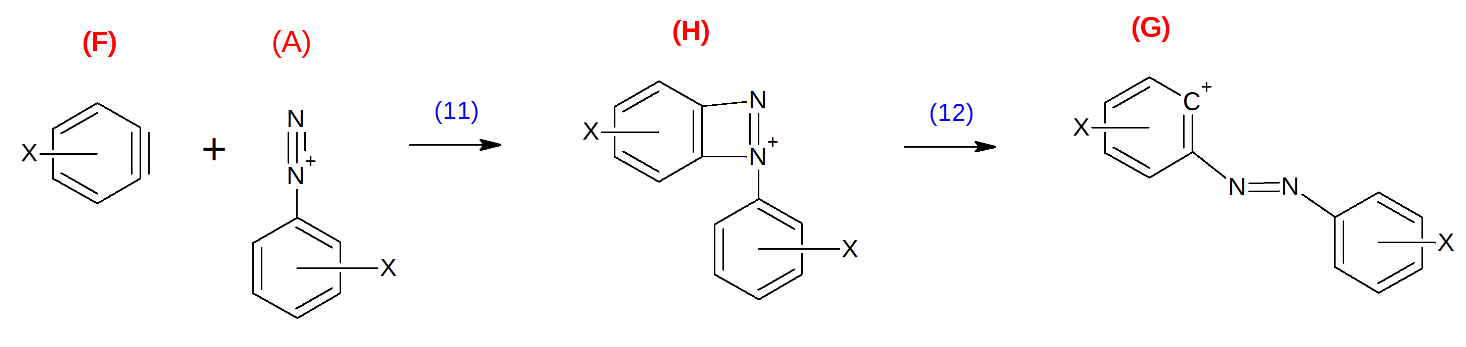 (F) (A) (H) (G)
(11) (12)
X
+
N
N+
X
X
N
N+
X
X
C+
N N
X